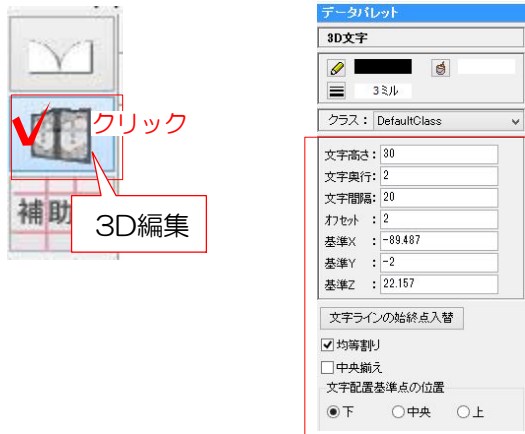 クリック
補助
3D編集
データパレット
3D文字
3ミル
クラス： DefaultClass
文字高さ： 30
文字奥行： 2
文字間隔： 20
オフセット ： 2
基準X ： -89.487
基準Y ： -2
基準Z ： 22.157
文字ラインの始終点入替
均等割り
中央揃え
文字配置基準点の位置
下 中央 上